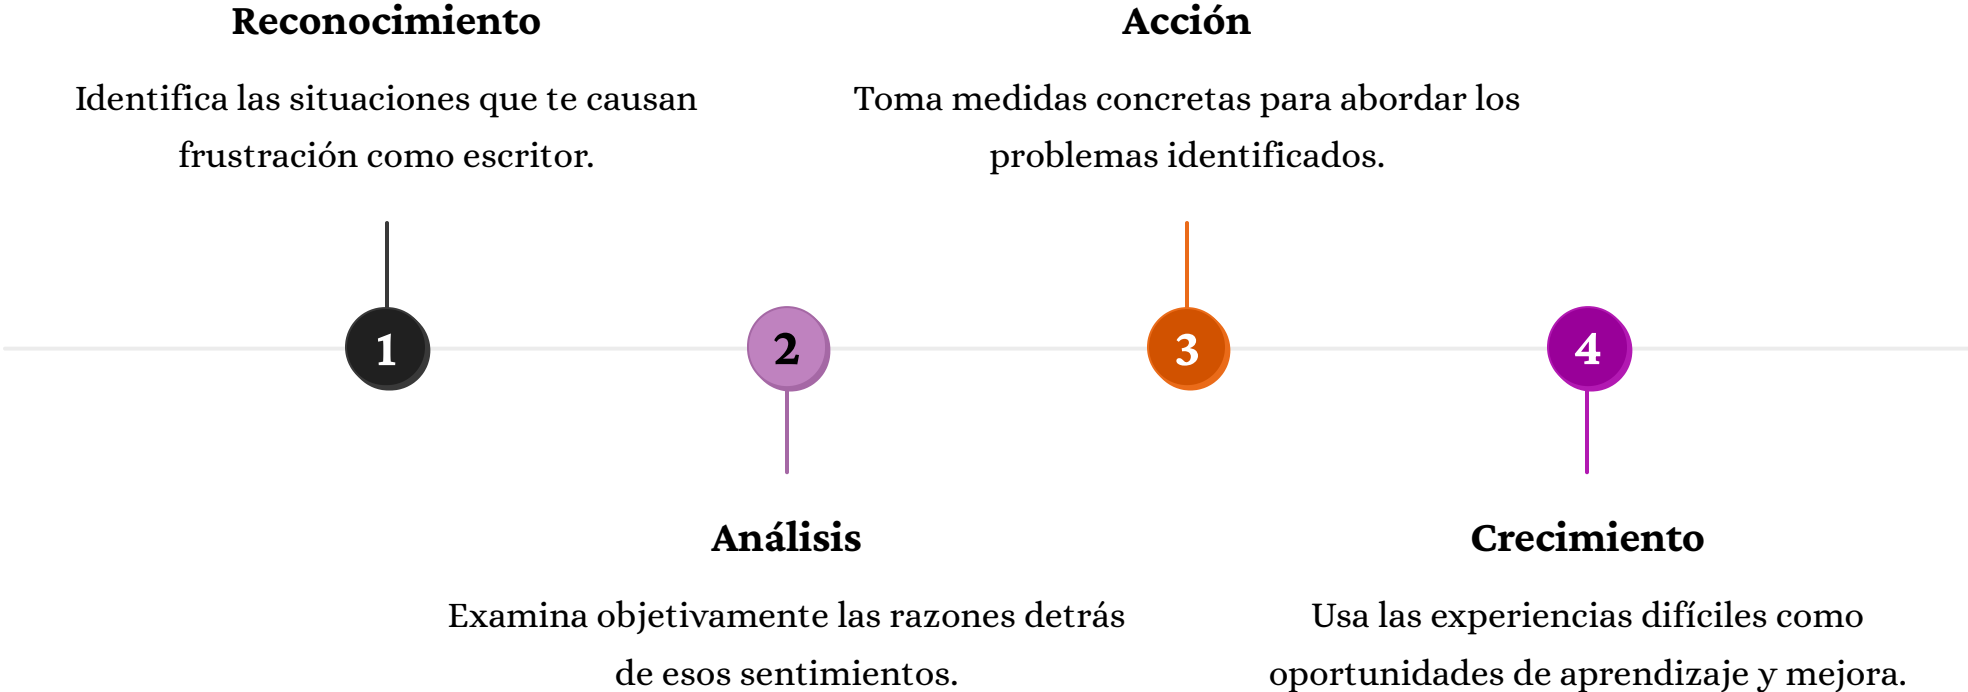 Reconocimiento
Identifica las situaciones que te causan
frustración como escritor.
Acción
Toma medidas concretas para abordar los
problemas identificados.
1
2
3
4
Análisis
Examina objetivamente las razones detrás
de esos sentimientos.
Crecimiento
Usa las experiencias difíciles como
oportunidades de aprendizaje y mejora.